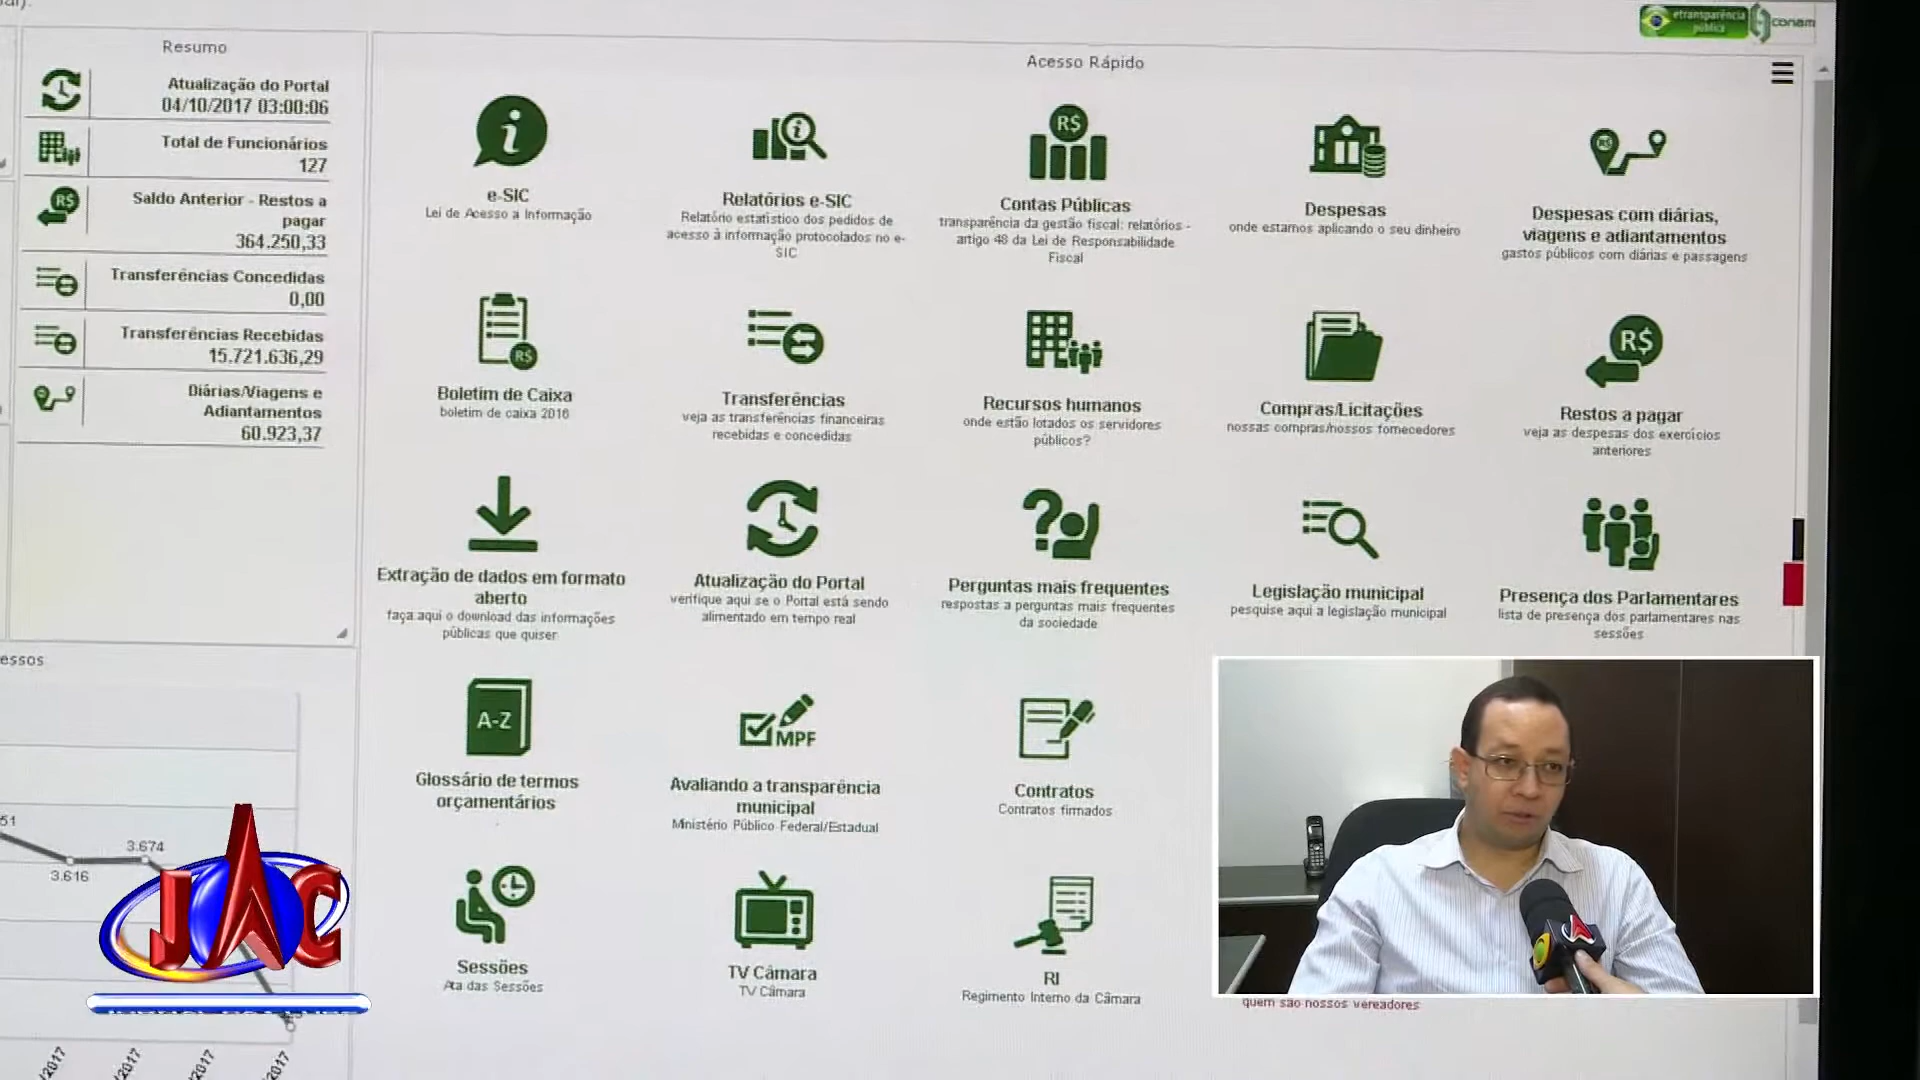 etransparência
pública
conam
Resumo
Atualização do Portal
04/10/2017 03:00:06
Total de Funcionários
127
Saldo Anterior - Restos a
pagar
364.250,33
Transferências Concedidas
0,00
Transferências Recebidas
15.721.636,29
Diárias/Viagens e
Adiantamentos
60.923,37
Acesso Rápido
e-SIC
Lei de Acesso a Informação
Relatórios e-SIC
Relatório estatístico dos pedidos de
acesso à informação protocolados no e-
SIC
Contas Públicas
transparência da gestão fiscal: relatórios -
artigo 48 da Lei de Responsabilidade
Fiscal
Despesas
onde estamos aplicando o seu dinheiro
Despesas com diárias,
viagens e adiantamentos
gastos públicos com diárias e passagens
Boletim de Caixa
boletim de caixa 2016
Transferências
veja as transferências financeiras
recebidas e concedidas
Recursos humanos
onde estão lotados os servidores
públicos?
Compras/Licitações
nossas compras/nossos fornecedores
Restos a pagar
veja as despesas dos exercícios
anteriores
Extração de dados em formato
aberto
faça aqui o download das informações
públicas que quiser
Atualização do Portal
verifique aqui se o Portal está sendo
alimentado em tempo real
Perguntas mais frequentes
respostas a perguntas mais frequentes
da sociedade
Legislação municipal
pesquise aqui a legislação municipal
Presença dos Parlamentares
lista de presença dos parlamentares nas
sessões
A-Z
Glossário de termos
orçamentários
MPF
Avaliando a transparência
municipal
Ministério Público Federal/Estadual
Contratos
Contratos firmados
Sessões
Ata das Sessões
TV Câmara
TV Câmara
RI
Regimento Interno da Câmara
quem são nossos vereadores
essos
51
3.616
3.674
/2017
/2017
/2017
/2017
JAC
R$
R$
R$
R$
R$